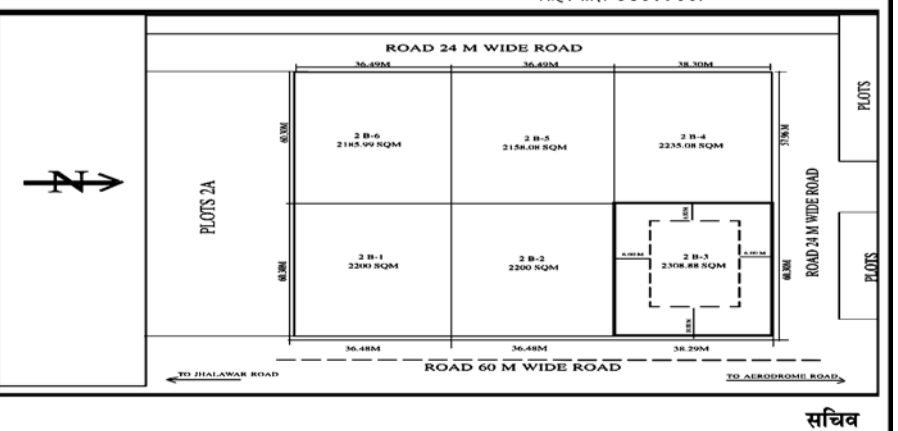 ROAD 24 M WIDE ROAD
36.49M 36.49M 38.30M
PLOTS
60.30M
2 B-6
2185.99 SQM
2 B-5
2158.08 SQM
2 B-4
2235.08 SQM
57.96 M
N
PLOTS 2A
ROAD 24 M WIDE ROAD
PLOTS
60.30M
2 B-1
2200 SQM
2 B-2
2200 SQM
6.00 M
2 B-3
2308.88 SQM
6.00 M
60.30M
36.48M 36.48M 38.29M
ROAD 60 M WIDE ROAD
TO JHALAWAR ROAD
TO AERODROME ROAD
सचिव